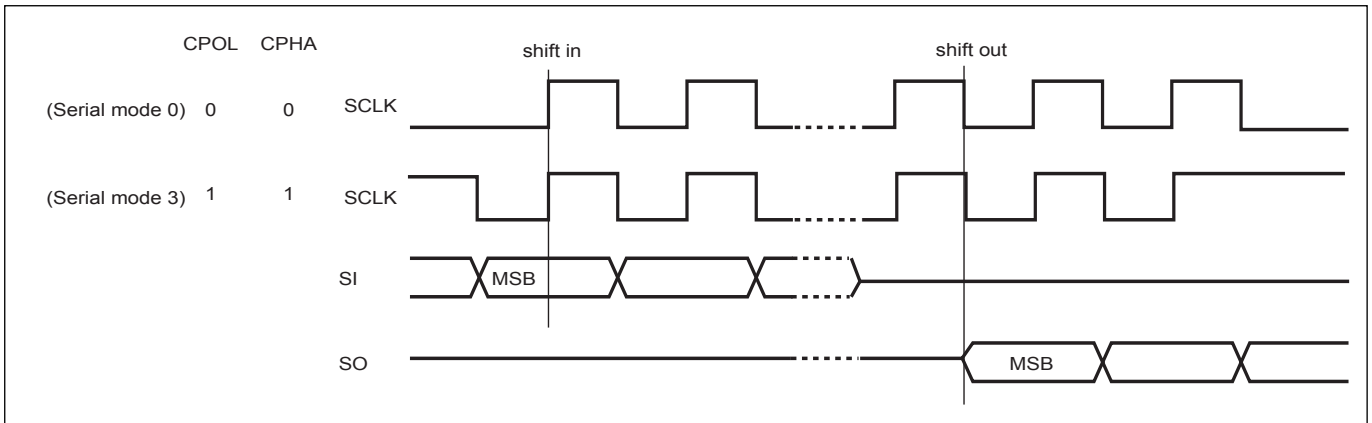 CPOL CPHA shift in shift out
(Serial mode 0) 0 0 SCLK
(Serial mode 3) 1 1 SCLK
SI MSB
SO MSB